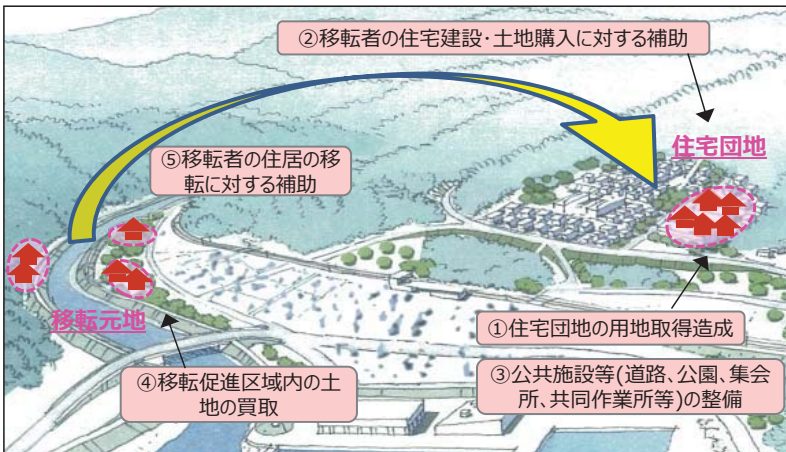 ②移転者の住宅建設・土地購入に対する補助
住宅団地
⑤移転者の住居の移
転に対する補助
移転元地
①住宅団地の用地取得造成
④移転促進区域内の土
地の買取
③公共施設等(道路、公園、集会
所、共同作業所等)の整備